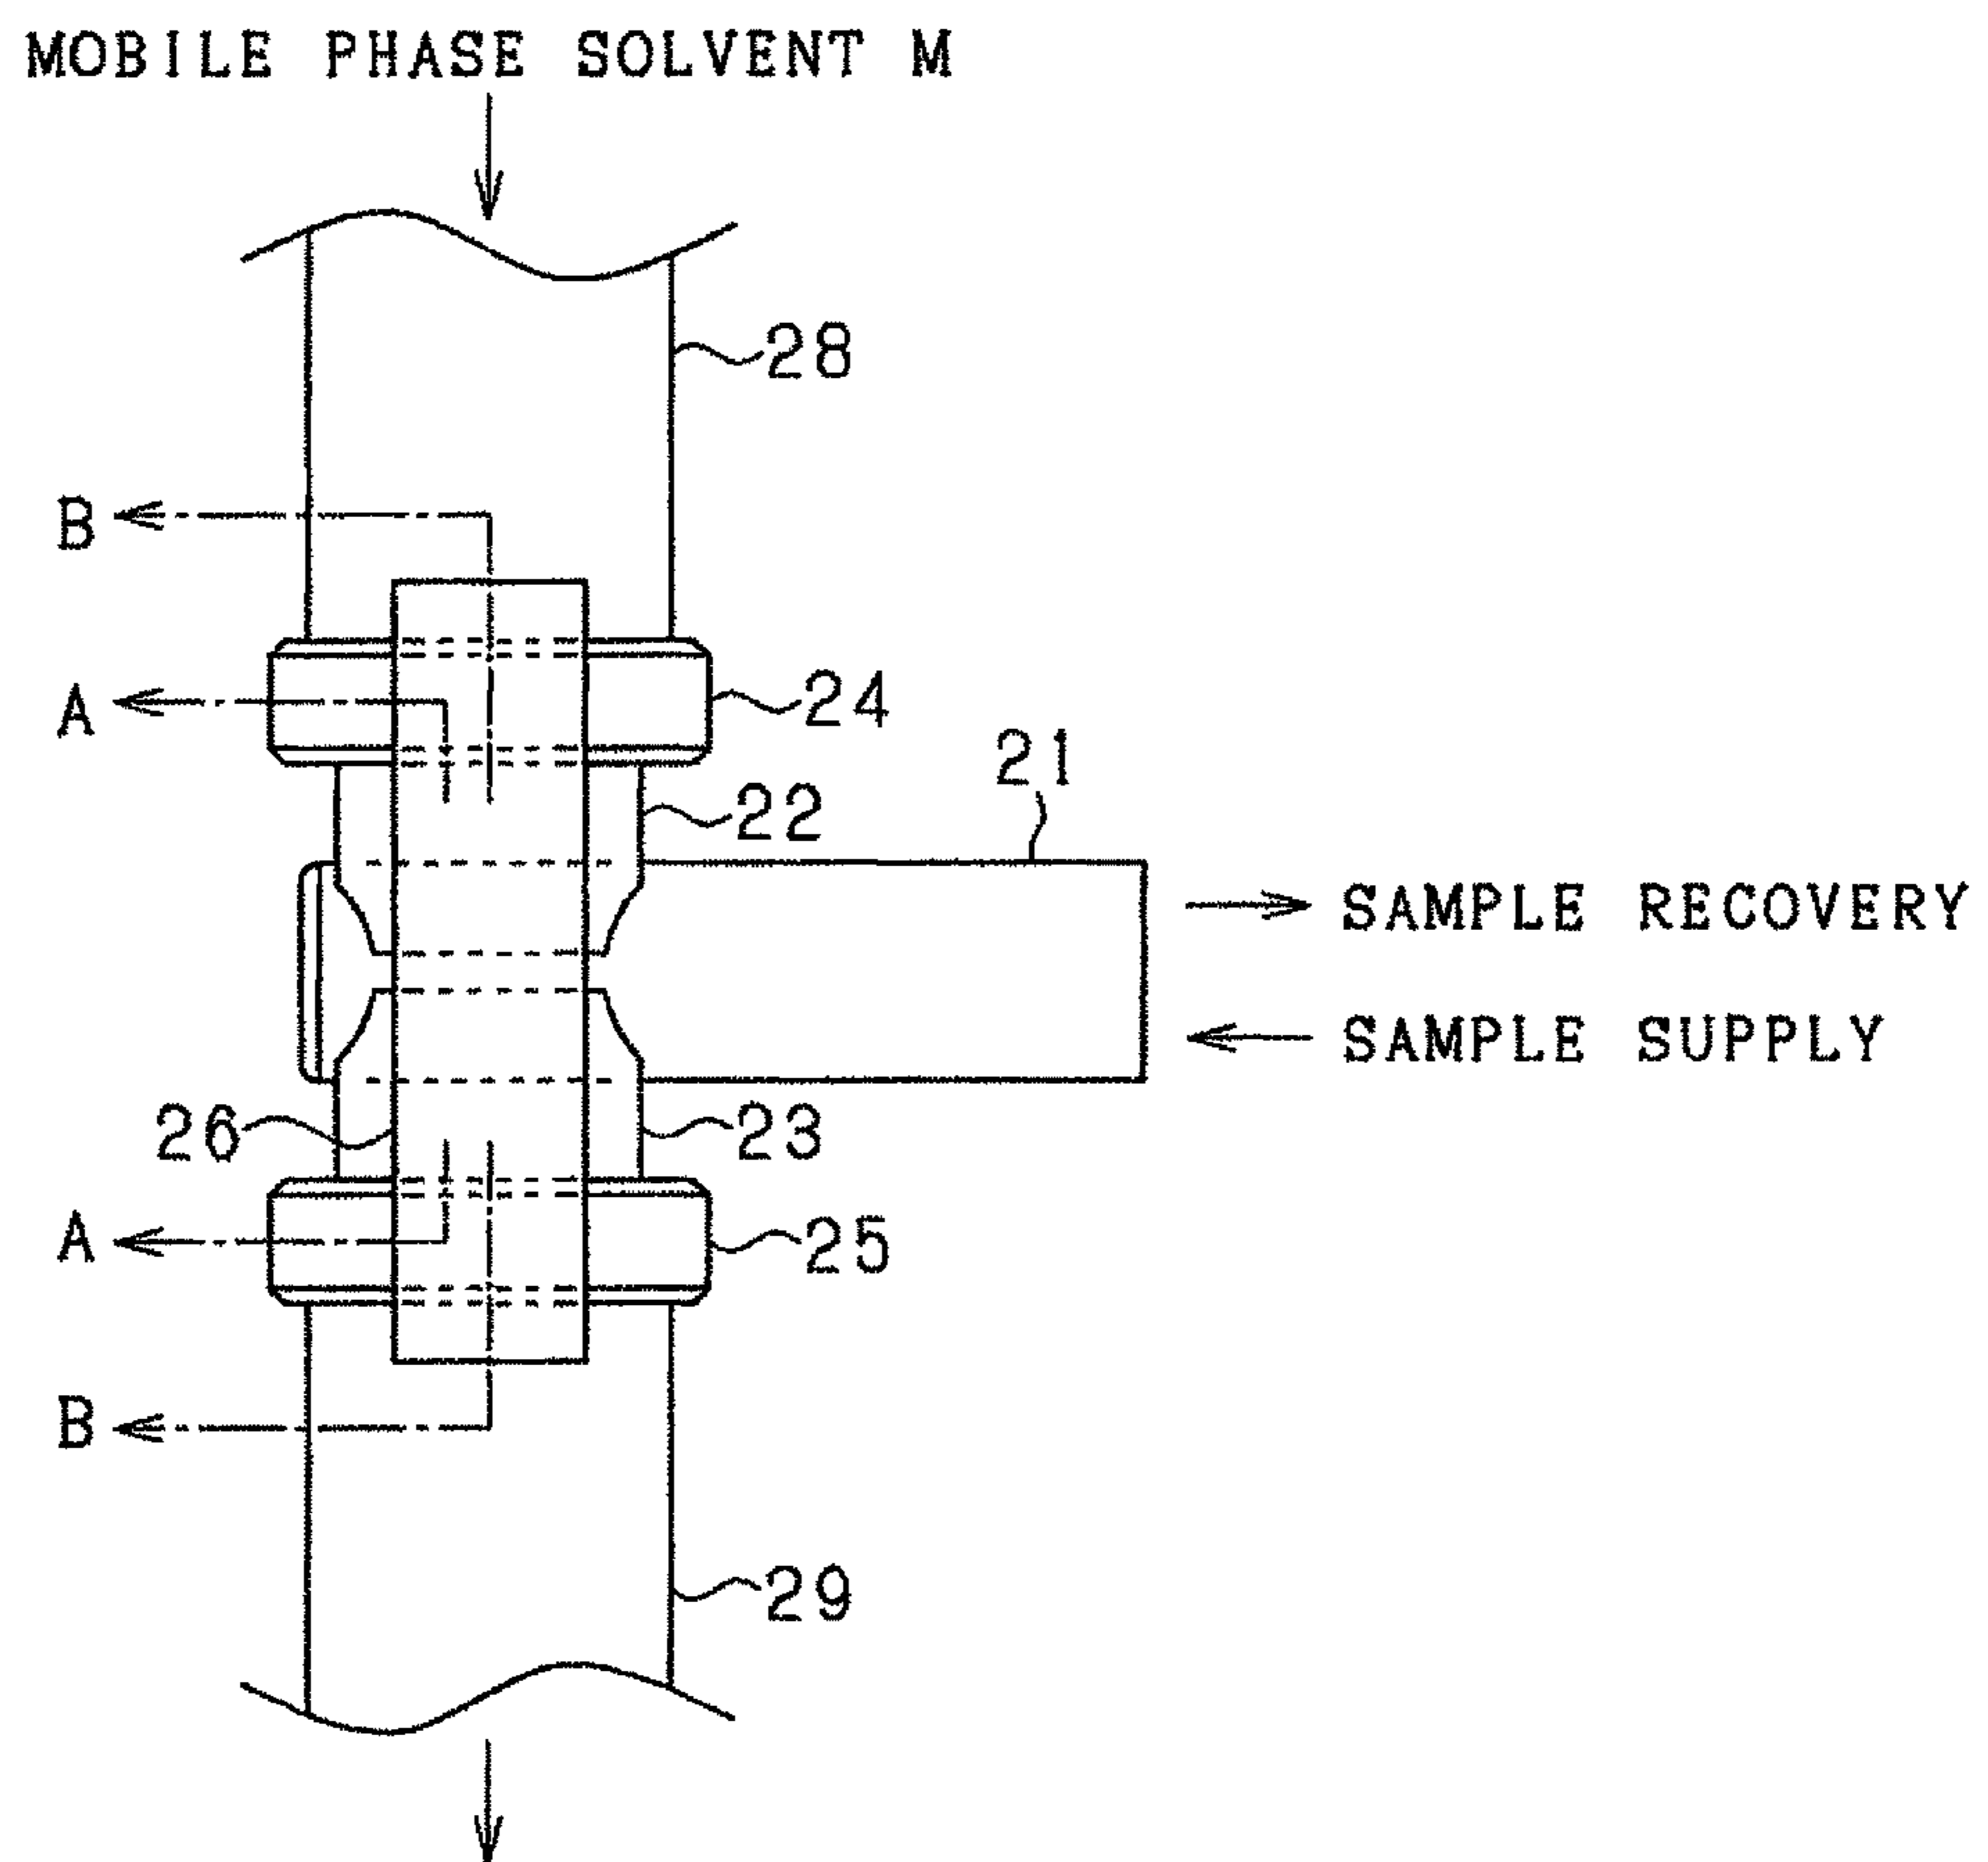 MOBILE PHASE SOLVENT M
28
B
24
A
21
22
SAMPLE RECOVERY
SAMPLE SUPPLY
26
23
A
25
B
29